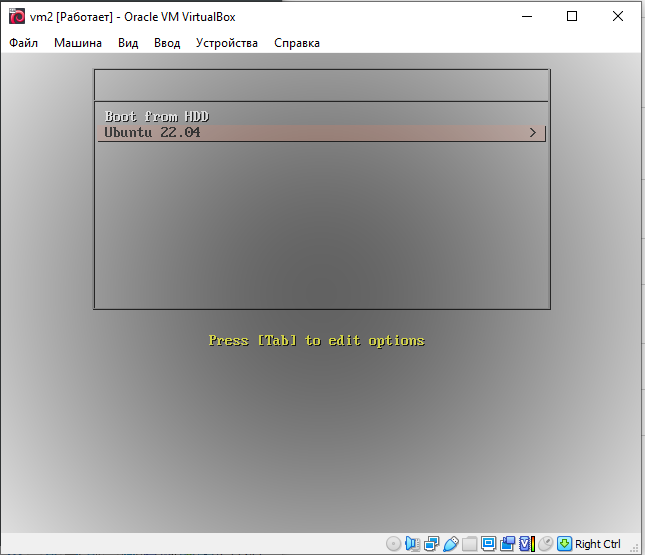 vm2 [Работает] - Oracle VM VirtualBox
Файл Машина Вид Ввод Устройства Справка
Boot from HDD
Ubuntu 22.04 >
Press [Tab] to edit options
Right Ctrl